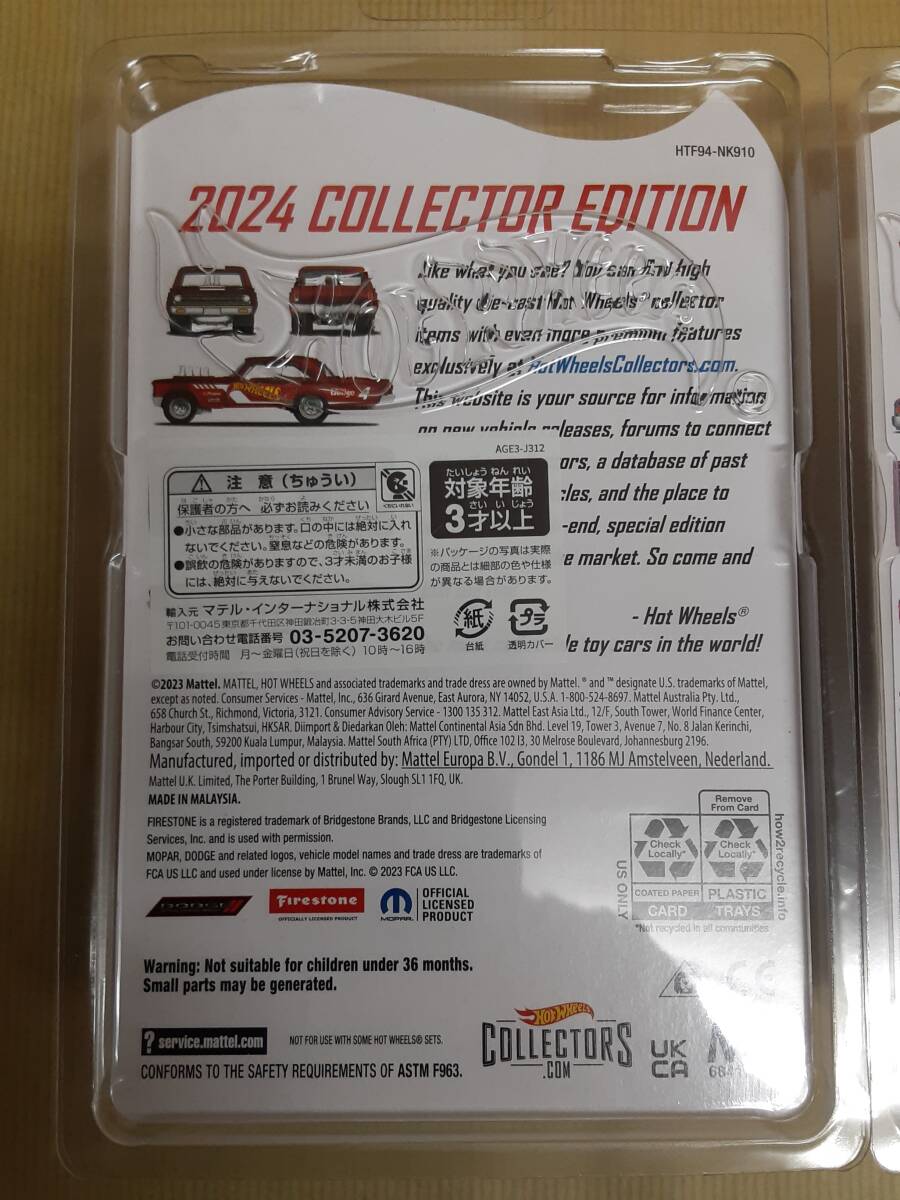 HTF94-NK910
2024 COLLECTOR EDITION
Like what you see? You can find high
quality die-cast Hot Wheels® collector
items with even more premium features
exclusively at HotWheelsCollectors.com.
This website is your source for information
on new vehicle releases, forums to connect
ors, a database of past
les, and the place to
-end, special edition
e market. So come and
- Hot Wheels®
le toy cars in the world!
HOT WHEELS
Dodge
4
AGE3-J312
注意(ちゅうい)
保護者の方へ 必ずお読みください
●小さな部品があります。口の中には絶対に入れ
ないでください。窒息などの危険があります。
●誤飲の危険がありますので、3才未満のお子様
には、絶対に与えないでください。
たいしょう ねん れい
対象年齢
さい い じょう
3才以上
※パッケージの写真は実際
の商品とは細部の色や仕様
が異なる場合があります。
輸入元 マテル・インターナショナル株式会社
〒101-0045 東京都千代田区神田鍛冶町3-3-5 神田大木ビル5F
お問い合わせ電話番号 03-5207-3620
電話受付時間 月〜金曜日(祝日を除く) 10時〜16時
紙
台紙
プラ
透明カバー
©2023 Mattel. MATTEL, HOT WHEELS and associated trademarks and trade dress are owned by Mattel. ® and ™ designate U.S. trademarks of Mattel,
except as noted. Consumer Services - Mattel, Inc., 636 Girard Avenue, East Aurora, NY 14052, U.S.A. 1-800-524-8697. Mattel Australia Pty. Ltd.,
658 Church St., Richmond, Victoria, 3121. Consumer Advisory Service - 1300 135 312. Mattel East Asia Ltd., 12/F, South Tower, World Finance Center,
Harbour City, Tsimshatsui, HKSAR. Diimport & Diedarkan Oleh: Mattel Continental Asia Sdn Bhd. Level 19, Tower 3, Avenue 7, No. 8 Jalan Kerinchi,
Bangsar South, 59200 Kuala Lumpur, Malaysia. Mattel South Africa (PTY) LTD, Office 102 I3, 30 Melrose Boulevard, Johannesburg 2196.
Manufactured, imported or distributed by: Mattel Europa B.V., Gondel 1, 1186 MJ Amstelveen, Nederland.
Mattel U.K. Limited, The Porter Building, 1 Brunel Way, Slough SL1 1FQ, UK.
MADE IN MALAYSIA.
FIRESTONE is a registered trademark of Bridgestone Brands, LLC and Bridgestone Licensing
Services, Inc. and is used with permission.
MOPAR, DODGE and related logos, vehicle model names and trade dress are trademarks of
FCA US LLC and used under license by Mattel, Inc. © 2023 FCA US LLC.
DODGE
Firestone
OFFICIALLY LICENSED PRODUCT
MOPAR
OFFICIAL
LICENSED
PRODUCT
Remove
From Card
Check
Locally*
Check
Locally*
COATED PAPER
PLASTIC
CARD
TRAYS
US ONLY
how2recycle.info
*Not recycled in all communities
Warning: Not suitable for children under 36 months.
Small parts may be generated.
CE
? service.mattel.com
NOT FOR USE WITH SOME HOT WHEELS® SETS.
CONFORMS TO THE SAFETY REQUIREMENTS OF ASTM F963.
HOT WHEELS
COLLECTORS
.COM
UK
CA